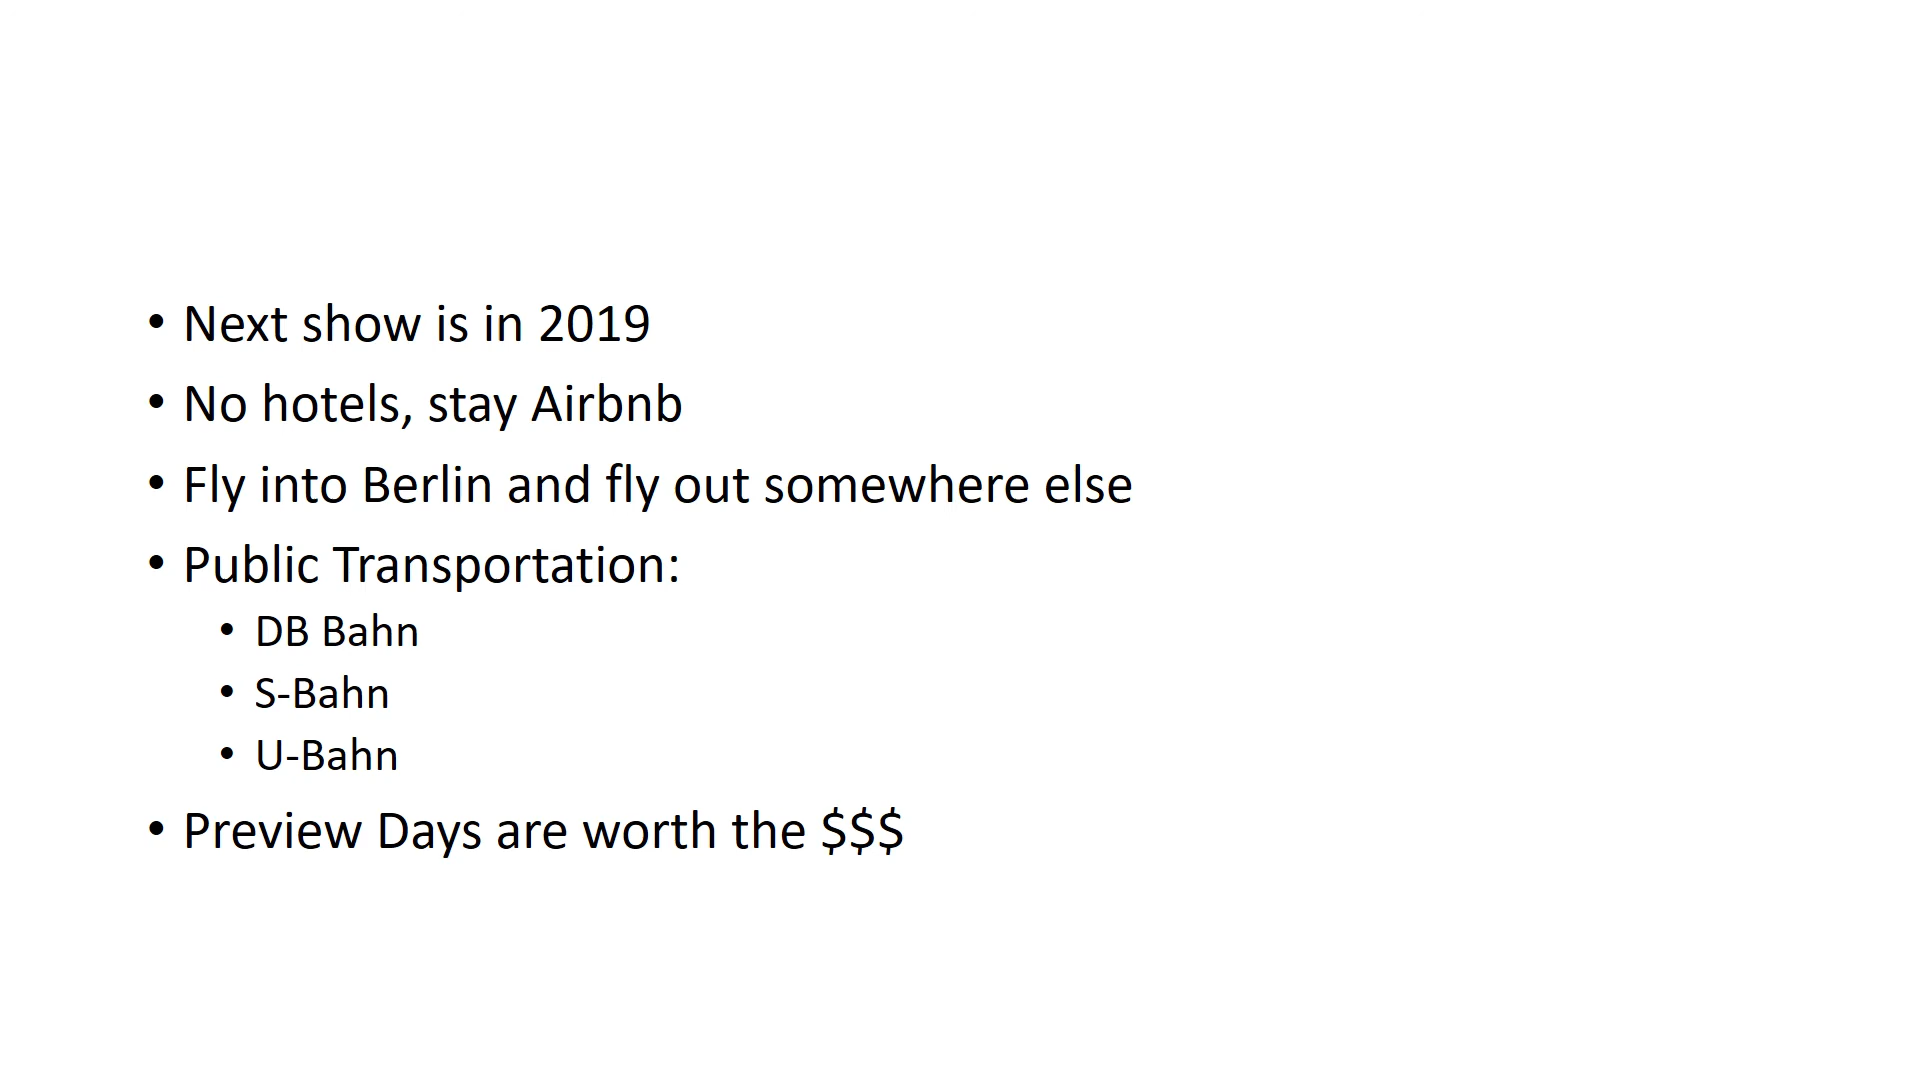 • Next show is in 2019
• No hotels, stay Airbnb
• Fly into Berlin and fly out somewhere else
• Public Transportation:
• DB Bahn
• S-Bahn
• U-Bahn
• Preview Days are worth the $$$